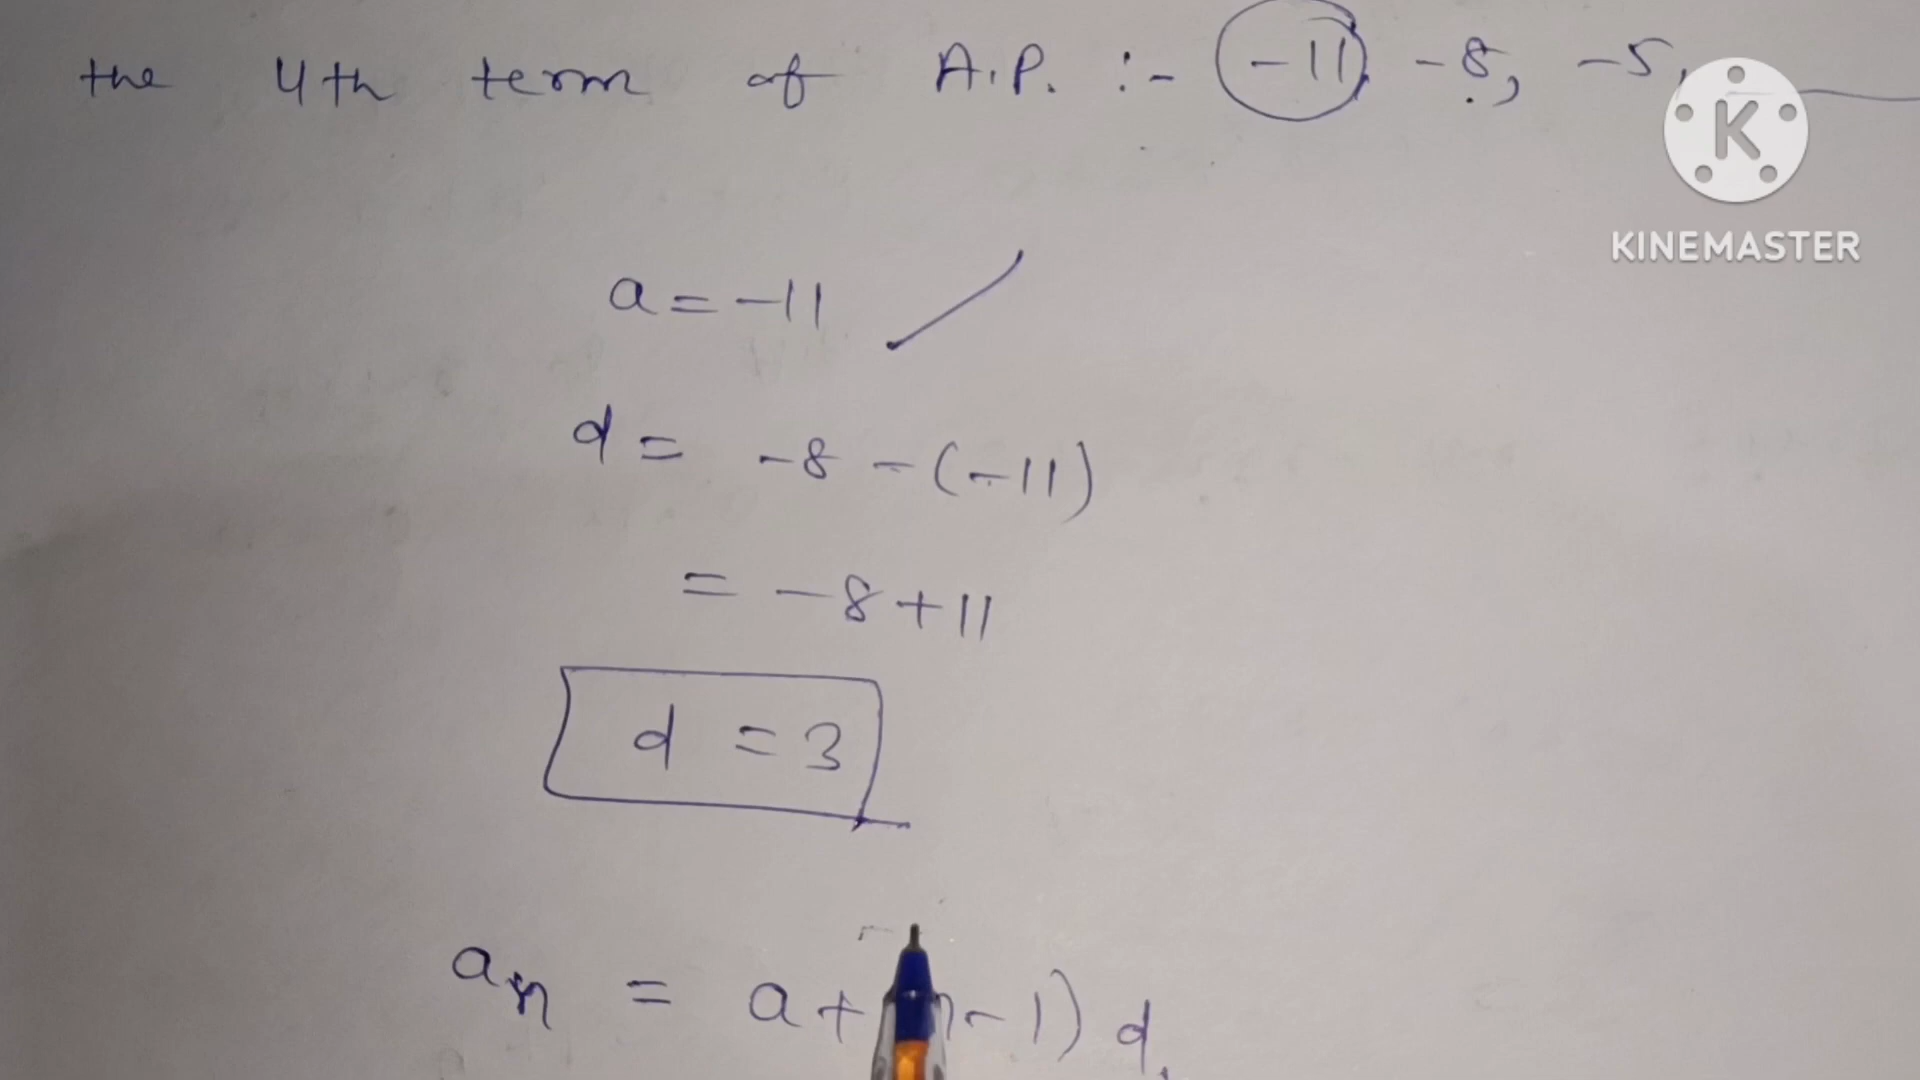 the 4th term of A.P. :- -11, -8, -5,
K
KINEMASTER
a = -11
d = -8 - (-11)
= -8 + 11
d = 3
an = a + n - 1) d